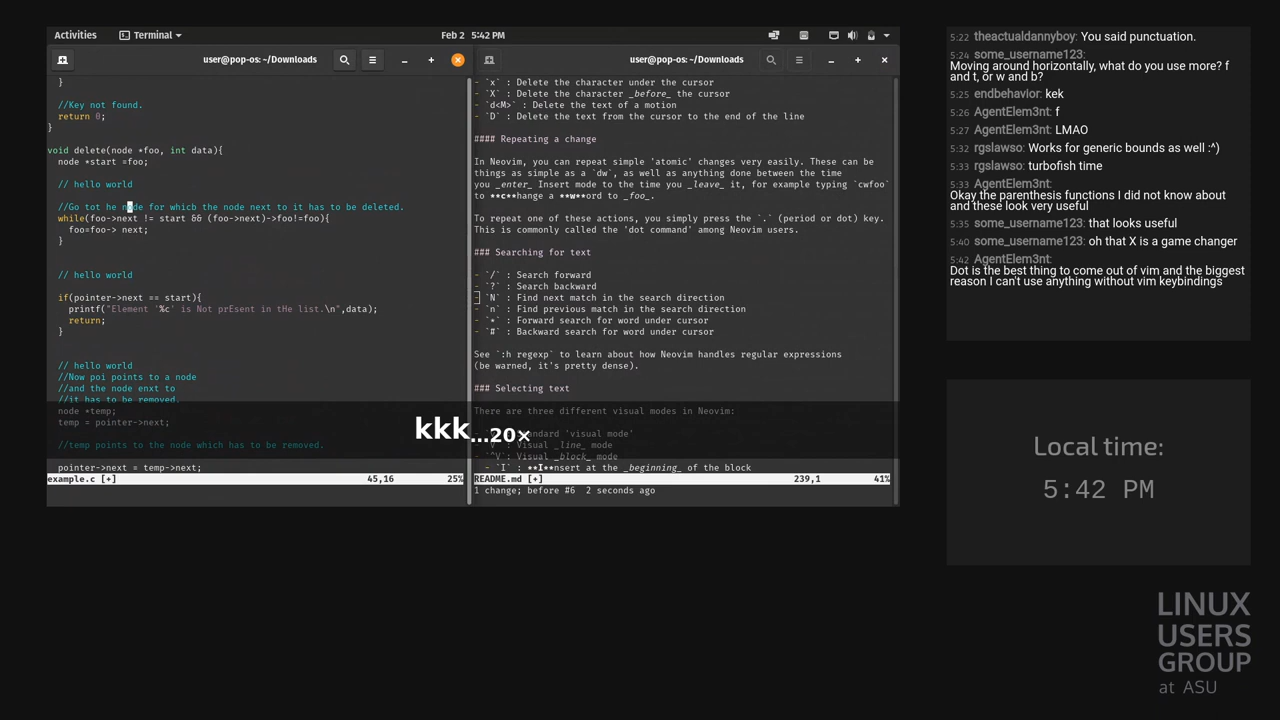 Activities
Terminal
Feb 2 5:42 PM
user@pop-os: ~/Downloads
}
//Key not found.
return 0;
}
void delete(node *foo, int data){
node *start =foo;
// hello world
//Go tot he node for whicb the node next to it has to be deleted.
while(foo->next != start && (foo->next)->foo!=foo){
foo=foo-> next;
}
// hello world
if(pointer->next == start){
printf("Element '%c' is Not prEsent in tHe list.\n",data);
return;
}
// hello world
//Now poi points to a node
//and the node enxt to
//it has to be removed.
node *temp;
temp = pointer->next;
//temp points to the node which has to be removed.
pointer->next = temp->next;
example.c [+] 45,16 25%
user@pop-os: ~/Downloads
- `x` : Delete the character under the cursor
- `X` : Delete the character _before_ the cursor
- `d<M>` : Delete the text of a motion
- `D` : Delete the text from the cursor to the end of the line
#### Repeating a change
In Neovim, you can repeat simple 'atomic' changes very easily. These can be
things as simple as a `dw`, as well as anything done between the time
you _enter_ Insert mode to the time you _leave_ it, for example typing `cwfoo`
to **c**hange a **w**ord to _foo_.
To repeat one of these actions, you simply press the `.` (period or dot) key.
This is commonly called the 'dot command' among Neovim users.
### Searching for text
- `/` : Search forward
- `?` : Search backward
- `N` : Find next match in the search direction
- `n` : Find previous match in the search direction
- `*` : Forward search for word under cursor
- `#` : Backward search for word under cursor
See `:h regexp` to learn about how Neovim handles regular expressions
(be warned, it's pretty dense).
### Selecting text
There are three different visual modes in Neovim:
standard 'visual mode'
Visual _line_ mode
- `^V`: Visual _block_ mode
- `I` : **I**nsert at the _beginning_ of the block
README.md [+] 239,1 41%
1 change; before #6 2 seconds ago
kkk...20×
5:22 theactualdannyboy: You said punctuation.
5:24 some_username123:
Moving around horizontally, what do you use more? f
and t, or w and b?
5:25 endbehavior: kek
5:26 AgentElem3nt: f
5:27 AgentElem3nt: LMAO
5:32 rgslawso: Works for generic bounds as well :^)
5:33 rgslawso: turbofish time
5:33 AgentElem3nt:
Okay the parenthesis functions I did not know about
and these look very useful
5:35 some_username123: that looks useful
5:40 some_username123: oh that X is a game changer
5:42 AgentElem3nt:
Dot is the best thing to come out of vim and the biggest
reason I can't use anything without vim keybindings
Local time:
5:42 PM
LINUX
USERS
GROUP
at ASU